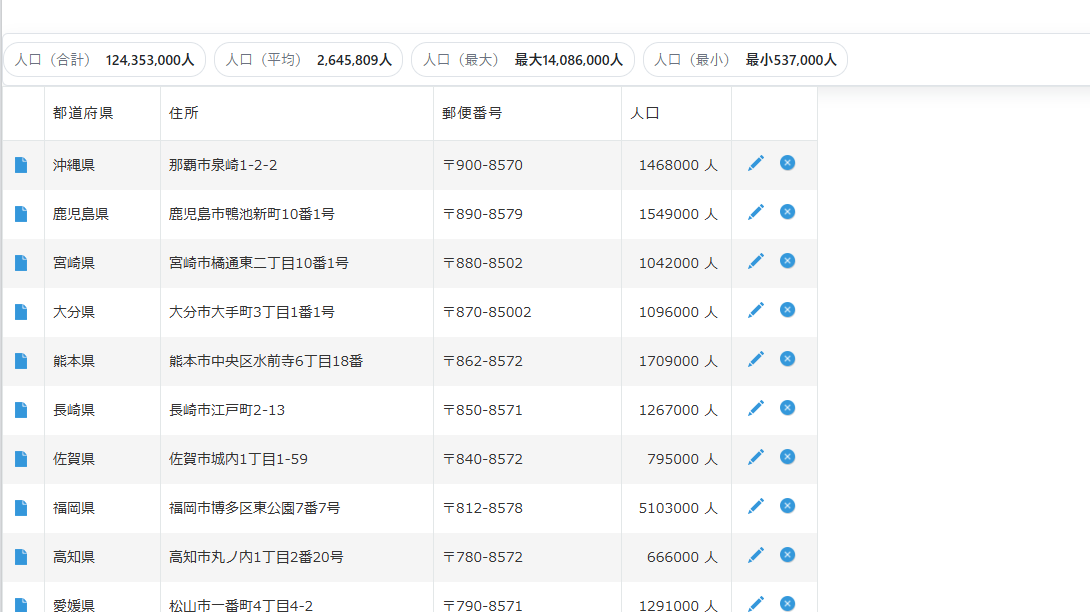 人口（合計） 124,353,000人 人口（平均） 2,645,809人 人口（最大） 最大14,086,000人 人口（最小） 最小537,000人
都道府県 住所 郵便番号 人口
沖縄県 那覇市泉崎1-2-2 〒900-8570 1468000 人
鹿児島県 鹿児島市鴨池新町10番1号 〒890-8579 1549000 人
宮崎県 宮崎市橘通東二丁目10番1号 〒880-8502 1042000 人
大分県 大分市大手町3丁目1番1号 〒870-85002 1096000 人
熊本県 熊本市中央区水前寺6丁目18番 〒862-8572 1709000 人
長崎県 長崎市江戸町2-13 〒850-8571 1267000 人
佐賀県 佐賀市城内1丁目1-59 〒840-8572 795000 人
福岡県 福岡市博多区東公園7番7号 〒812-8578 5103000 人
高知県 高知市丸ノ内1丁目2番20号 〒780-8572 666000 人
愛媛県 松山市一番町4丁目4-2 〒790-8571 1291000 人